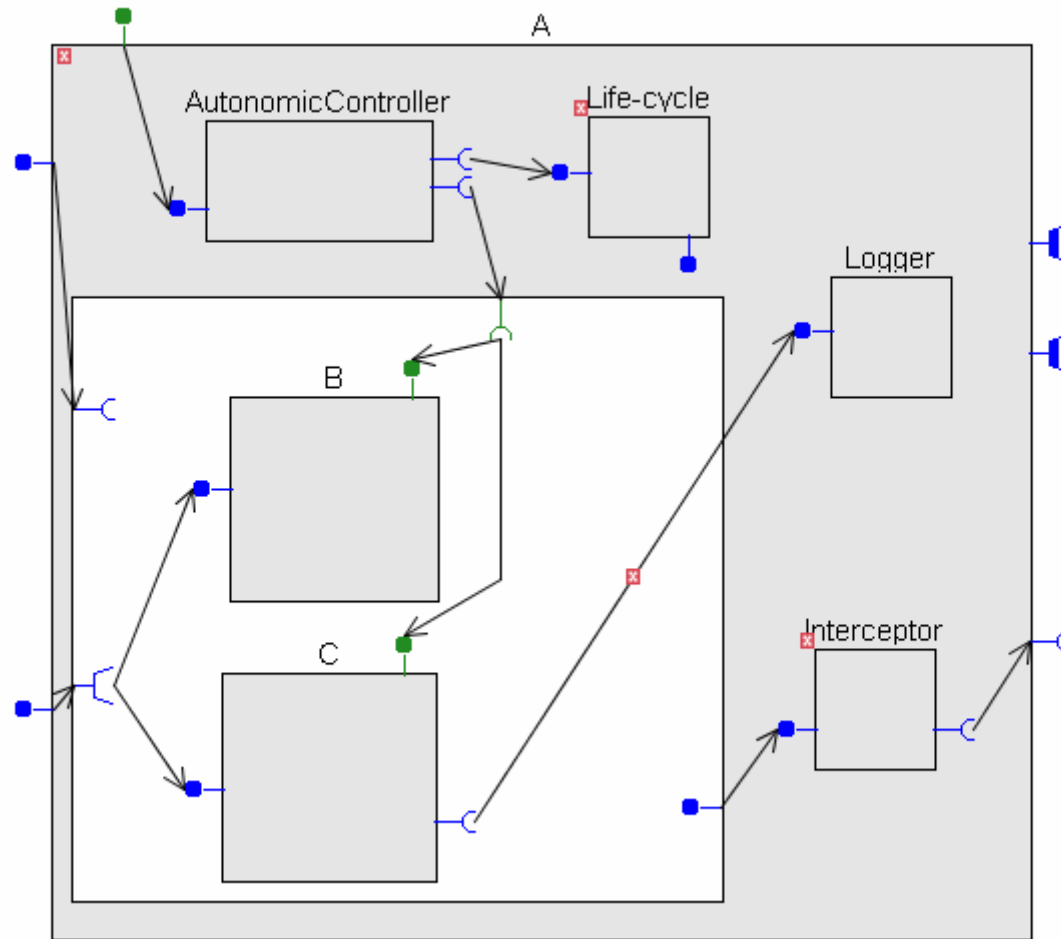 A
AutonomicController
Life-cycle
Logger
B
C
Interceptor